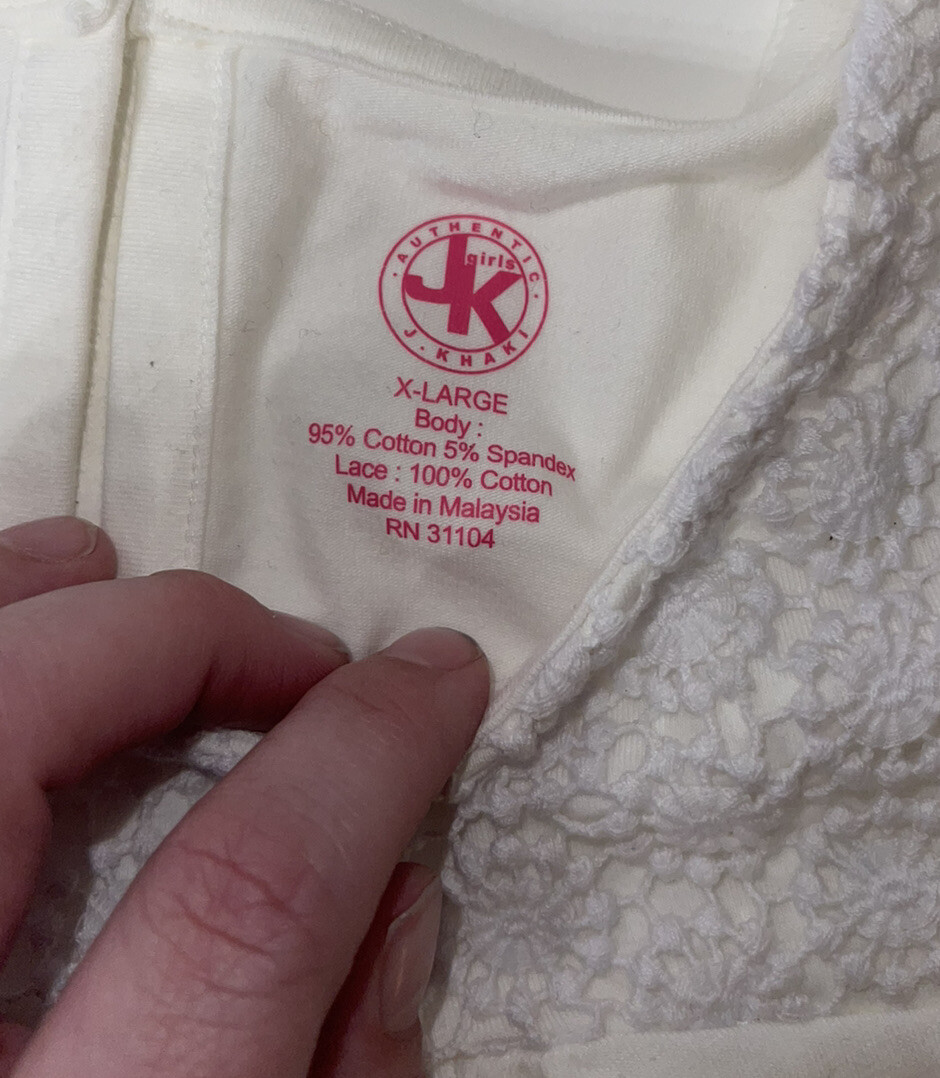 · AUTHENTIC ·
girls
JK
J · KHAKI
X-LARGE
Body :
95% Cotton 5% Spandex
Lace : 100% Cotton
Made in Malaysia
RN 31104